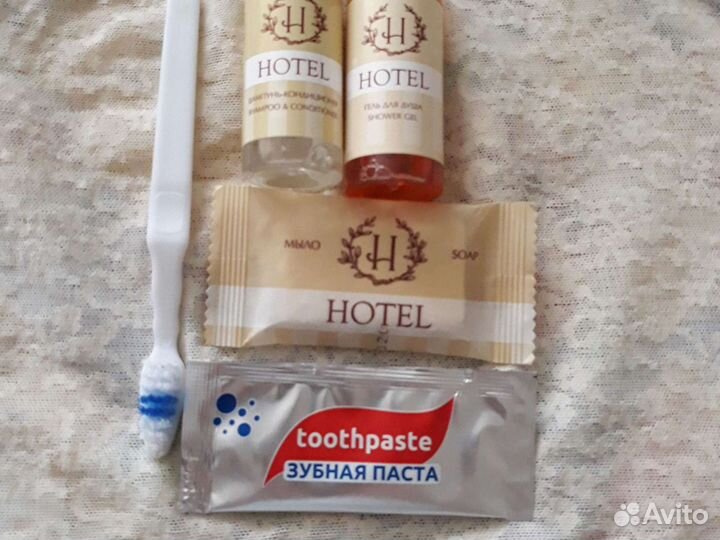 H
HOTEL
ШАМПУНЬ-КОНДИЦИОНЕР
SHAMPOO & CONDITIONER
H
HOTEL
ГЕЛЬ ДЛЯ ДУША
SHOWER GEL
МЫЛО H SOAP
HOTEL
toothpaste
ЗУБНАЯ ПАСТА
Avito